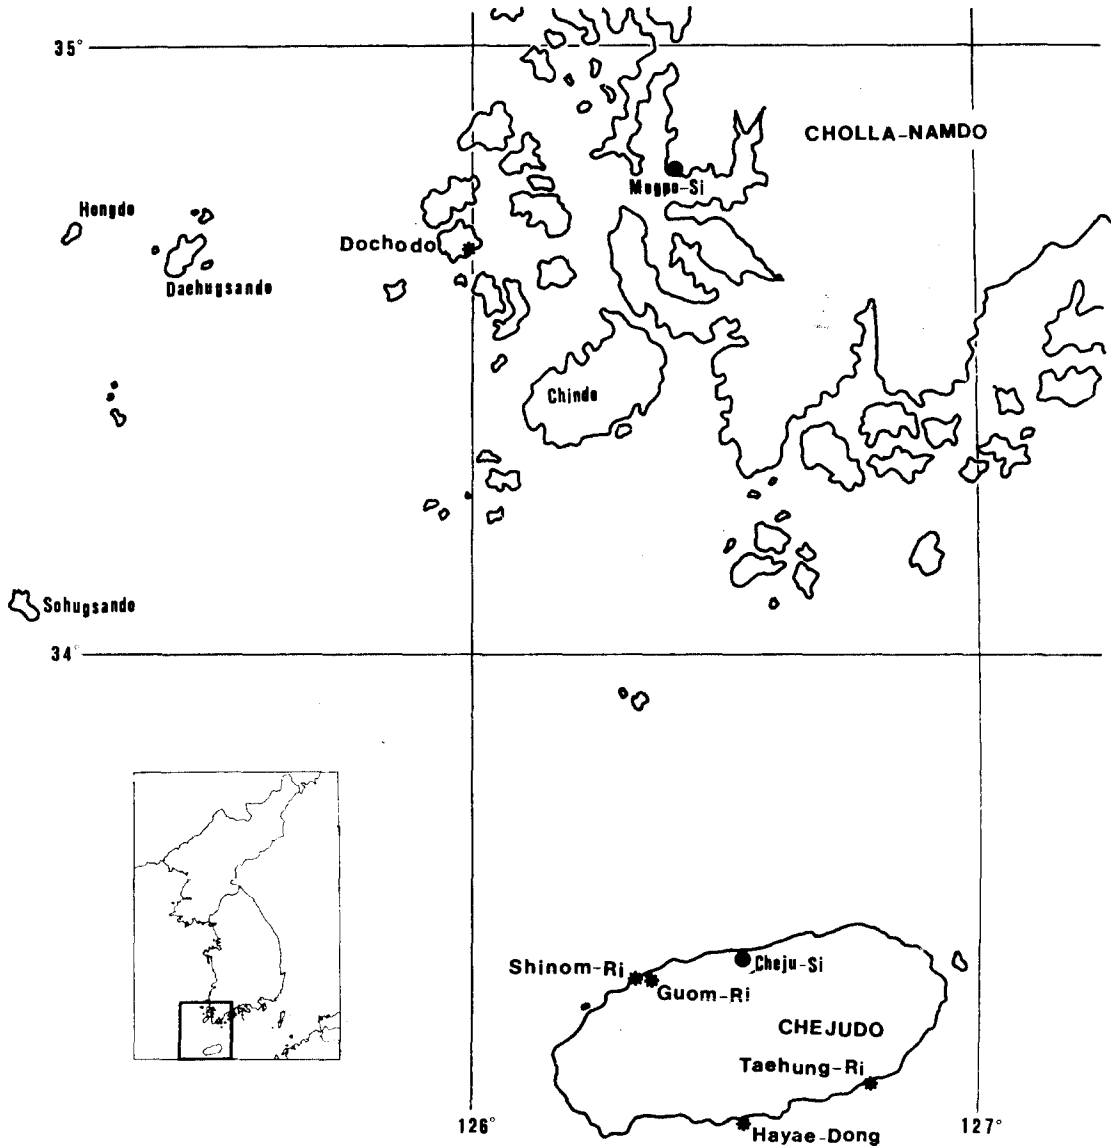 35°
CHOLLA-NAMDO
Mogpo-Si
Hongdo
Dochodo
Daehugsando
Chindo
Sohugsando
34°
Shinom-Ri
Cheju-Si
Guom-Ri
CHEJUDO
Taehung-Ri
126°
127°
Hayae-Dong